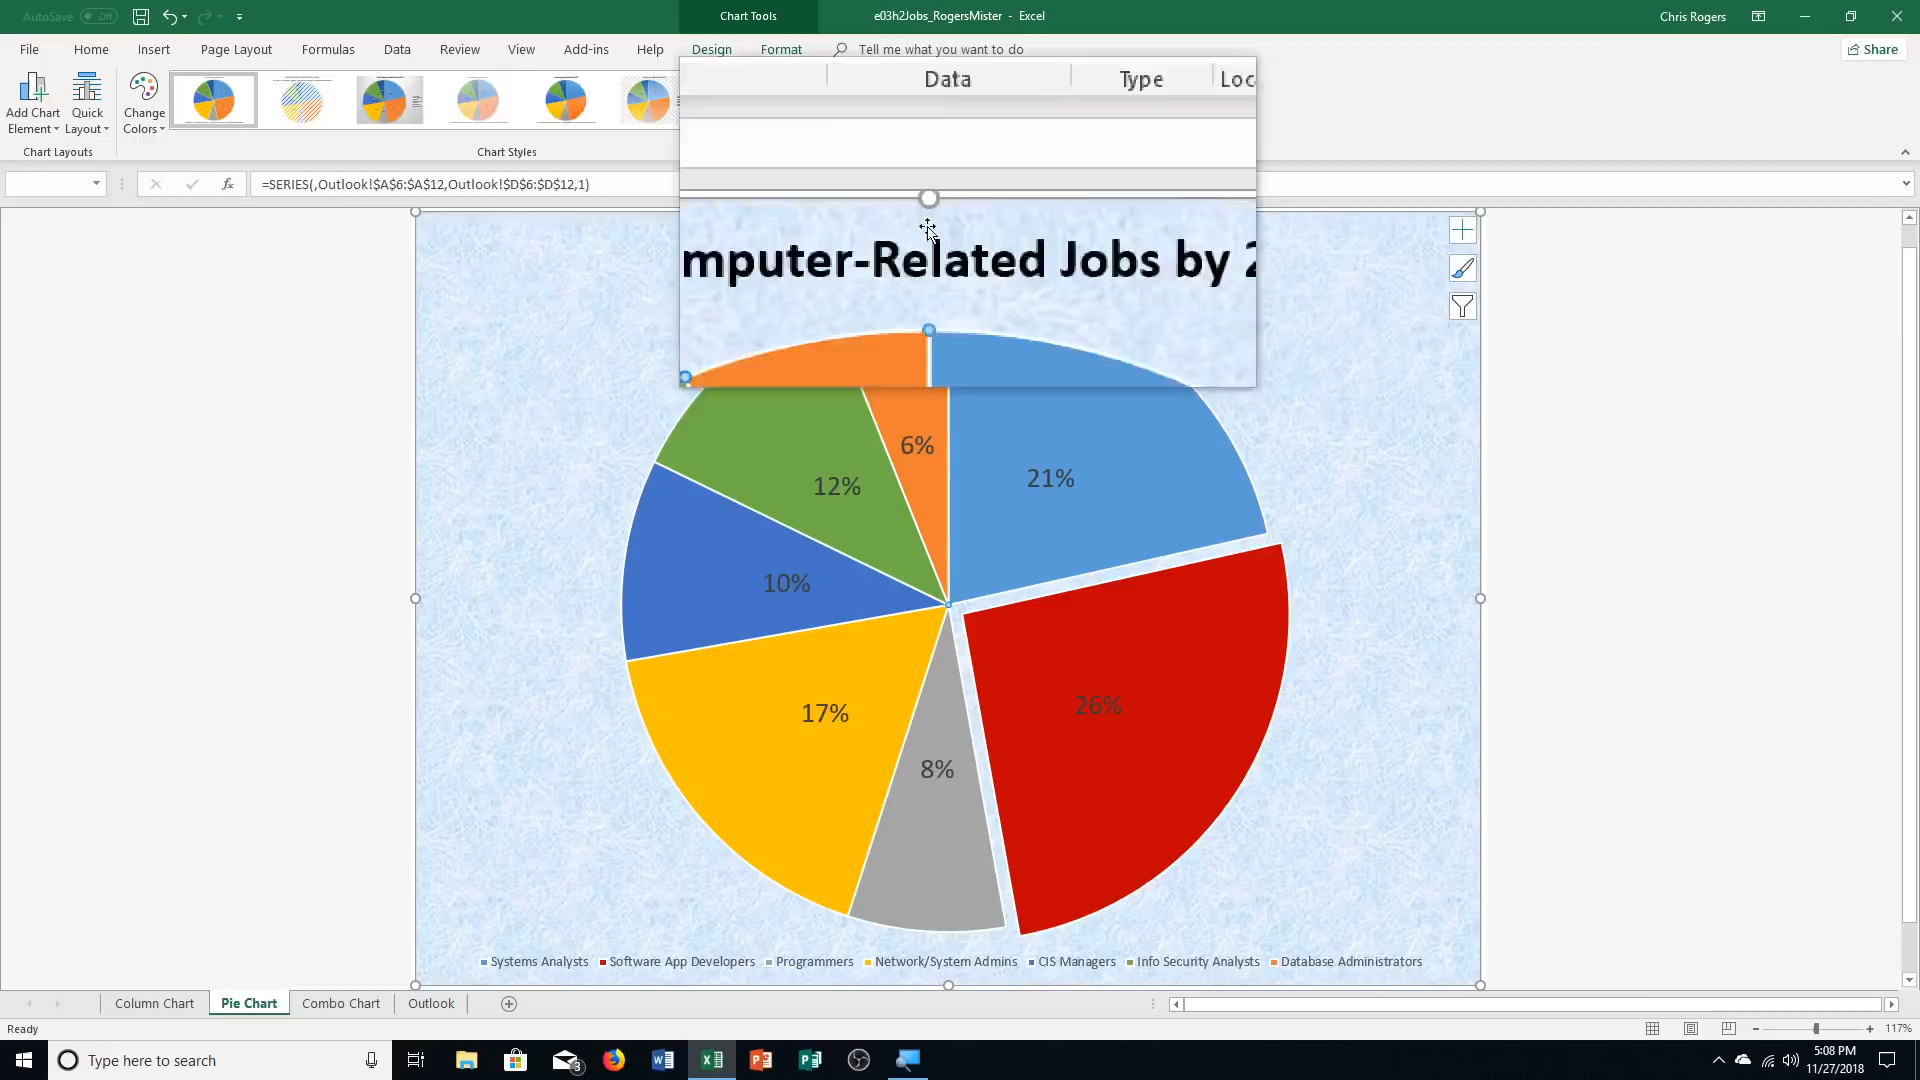 AutoSave Off
Chart Tools
e03h2Jobs_RogersMister - Excel
Chris Rogers
File Home Insert Page Layout Formulas Data Review View Add-ins Help Design Format Tell me what you want to do Share
Add Chart Element
Quick Layout
Change Colors
Chart Layouts
Chart Styles
Data Type Loc
=SERIES(,Outlook!$A$6:$A$12,Outlook!$D$6:$D$12,1)
mputer-Related Jobs by 2
6%
21%
12%
10%
26%
17%
8%
Systems Analysts Software App Developers Programmers Network/System Admins CIS Managers Info Security Analysts Database Administrators
Column Chart Pie Chart Combo Chart Outlook
Ready
117%
Type here to search
3
5:08 PM
11/27/2018